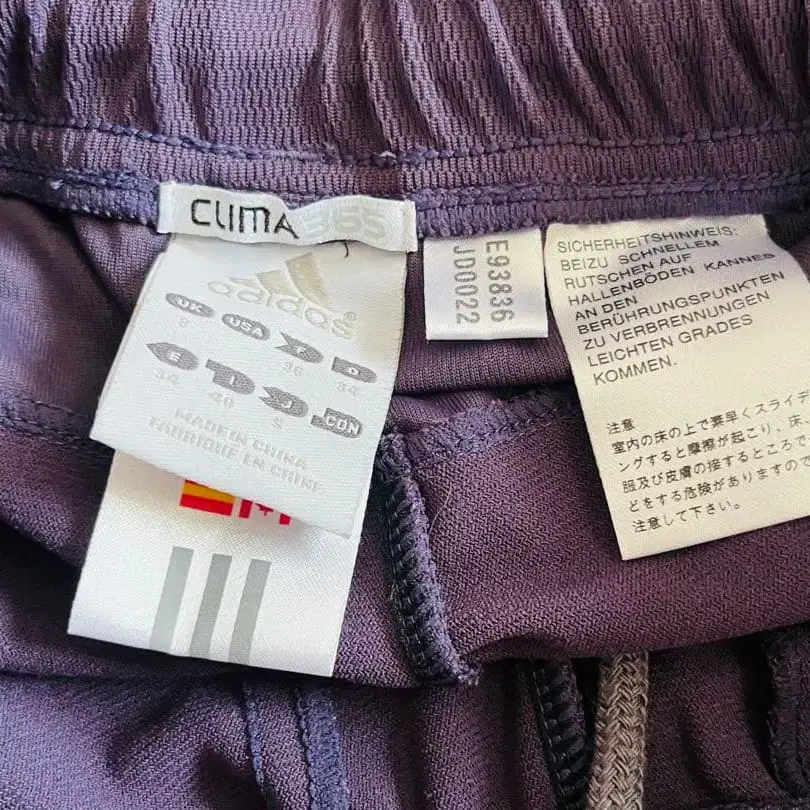 CLIMA 365
adidas
UK USA F D
8 36 34
E I J CDN
34 40 S
MADE IN CHINA
FABRIQUE EN CHINE
E93836
JD0022
SICHERHEITSHINWEIS:
BEIZU SCHNELLEM
RUTSCHEN AUF
HALLENBÖDEN KANNES
AN DEN
BERÜHRUNGSPUNKTEN
ZU VERBRENNUNGEN
LEICHTEN GRADES
KOMMEN.
注意
室内の床の上で素早くスライデ
ングすると摩擦が起こり、床、
服及び皮膚の接するところで
どをする危険がありますので
注意して下さい。